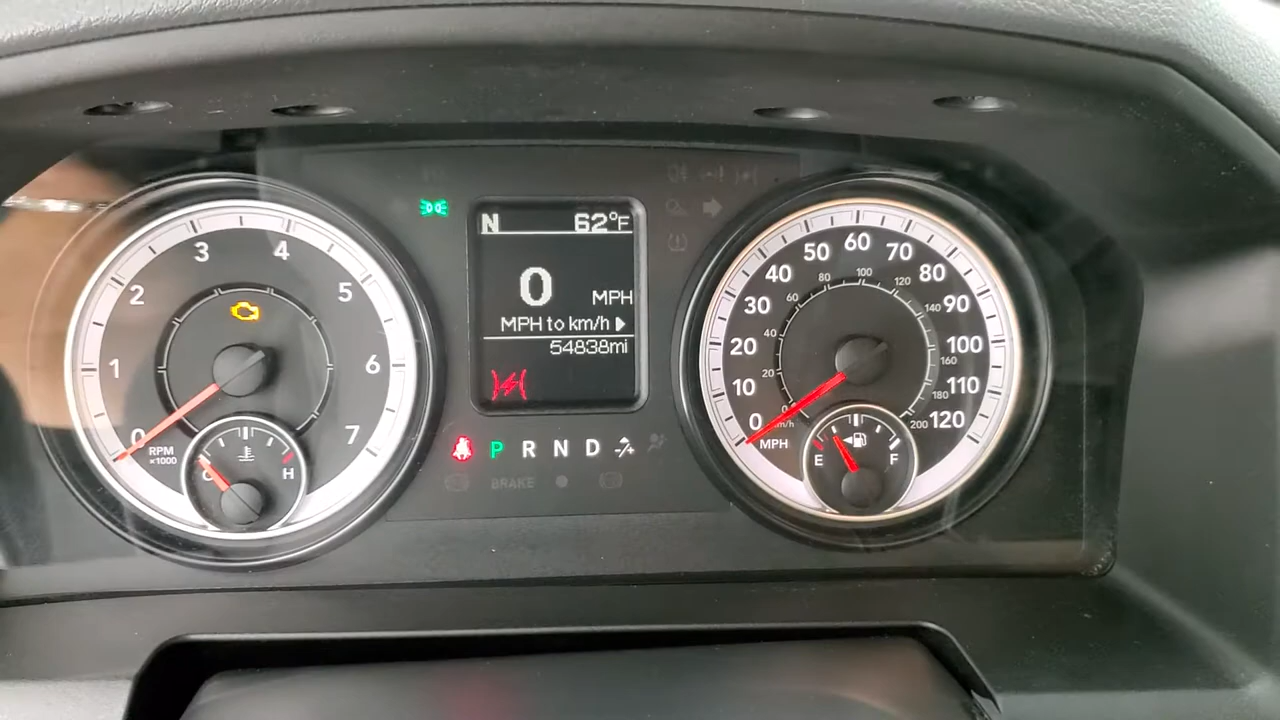 N 62°F
0 MPH
MPH to km/h
54838mi
0 1 2 3 4 5 6 7
RPM
×1000
C H
P R N D
BRAKE
0 10 20 30 40 50 60 70 80 90 100 110 120
MPH
0 20 40 60 80 100 120 140 160 180 200
km/h
E F